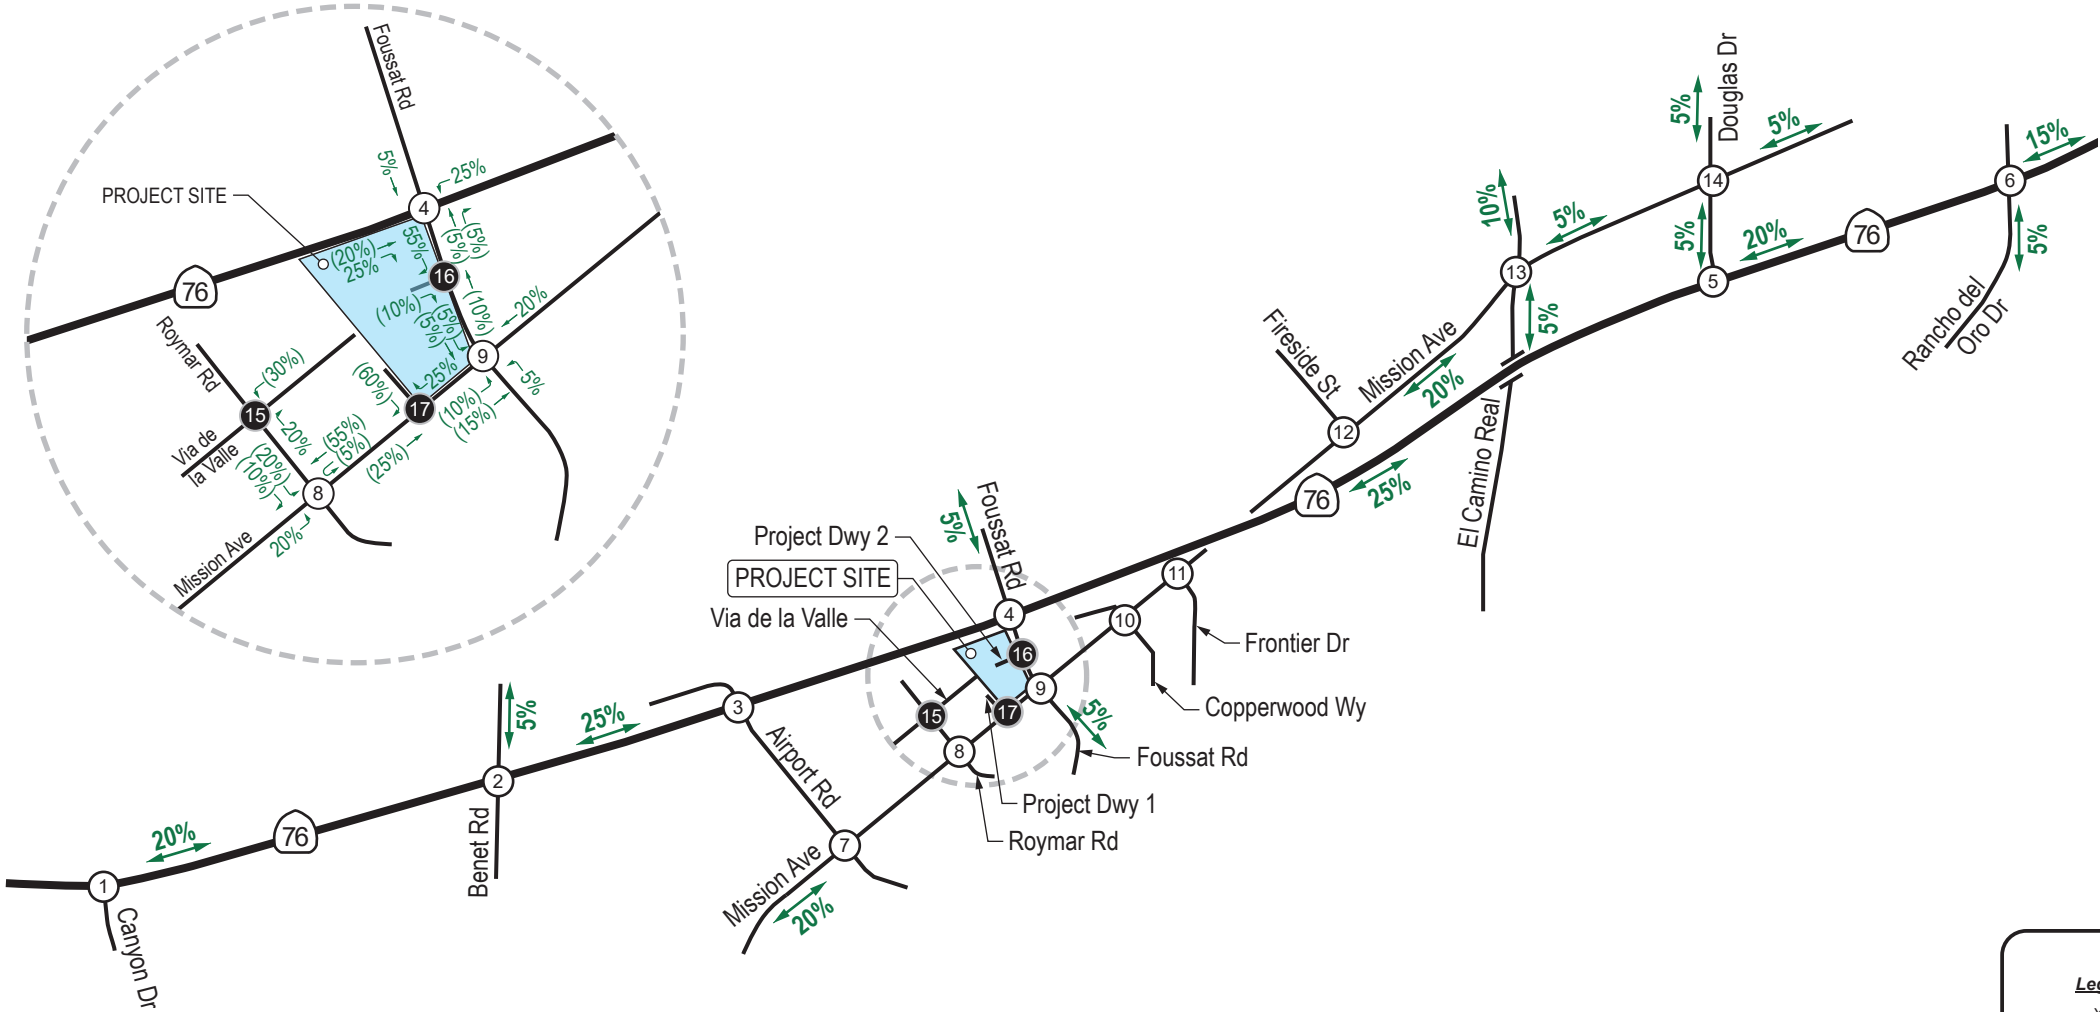 Foussat Rd
5%
25%
PROJECT SITE
4
(20%)
25%
55%
(5%)
(5%)
16
76
(10%)
(5%)
(5%)
(10%)
20%
Roymar Rd
(30%)
9
(60%)
25%
5%
15
17
(10%)
(15%)
Via de
la Valle
20%
(55%)
(5%)
(25%)
(20%)
(10%)
8
20%
Mission Ave
Douglas Dr
5%
5%
15%
14
6
10%
5%
5%
20%
76
5%
13
5
Rancho del
Oro Dr
5%
Fireside St
Mission Ave
20%
12
El Camino Real
76
25%
Foussat Rd
5%
Project Dwy 2
PROJECT SITE
Via de la Valle
4
11
10
16
Frontier Dr
9
15
17
5%
Copperwood Wy
8
Foussat Rd
Project Dwy 1
Roymar Rd
3
25%
5%
Airport Rd
2
Benet Rd
76
20%
7
Mission Ave
20%
1
Canyon Dr